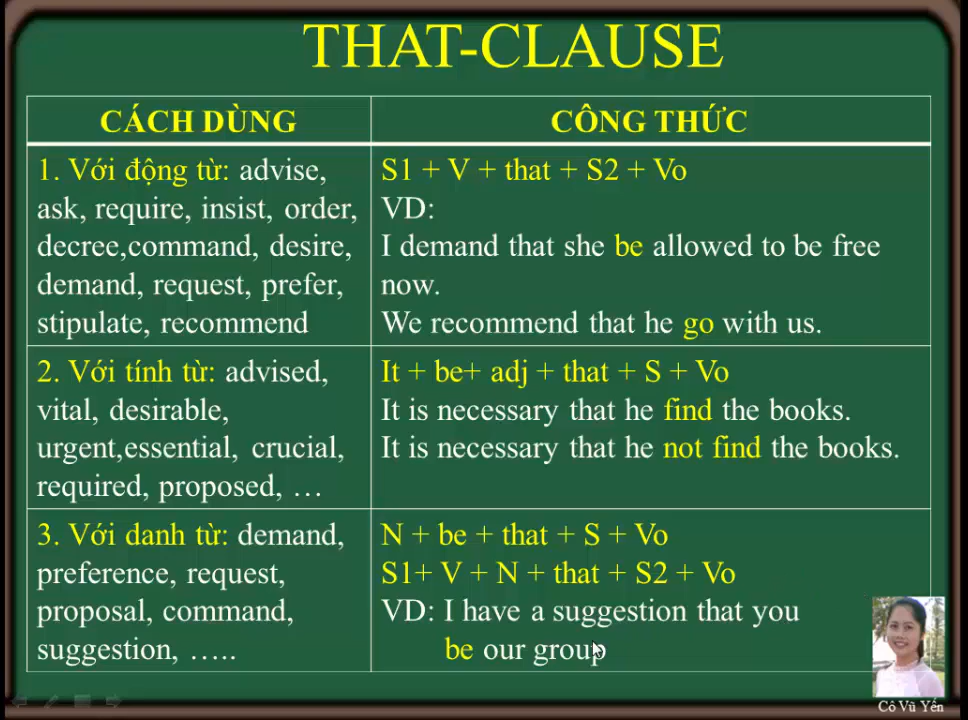 THAT-CLAUSE
CÁCH DÙNG
CÔNG THỨC
1. Với động từ: advise,
ask, require, insist, order,
decree,command, desire,
demand, request, prefer,
stipulate, recommend
S1 + V + that + S2 + Vo
VD:
I demand that she be allowed to be free
now.
We recommend that he go with us.
2. Với tính từ: advised,
vital, desirable,
urgent,essential, crucial,
required, proposed, …
It + be+ adj + that + S + Vo
It is necessary that he find the books.
It is necessary that he not find the books.
3. Với danh từ: demand,
preference, request,
proposal, command,
suggestion, …..
N + be + that + S + Vo
S1+ V + N + that + S2 + Vo
VD: I have a suggestion that you
be our group
Cô Vũ Yến